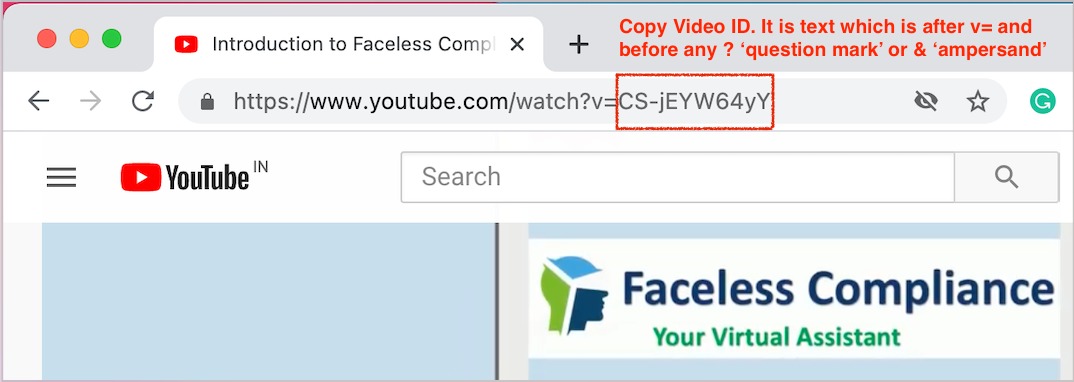 Copy Video ID. It is text which is after v= and
before any ? ‘question mark’ or & ‘ampersand’
Introduction to Faceless Compl
https://www.youtube.com/watch?v=CS-jEYW64yY
YouTube IN
Search
Faceless Compliance
Your Virtual Assistant